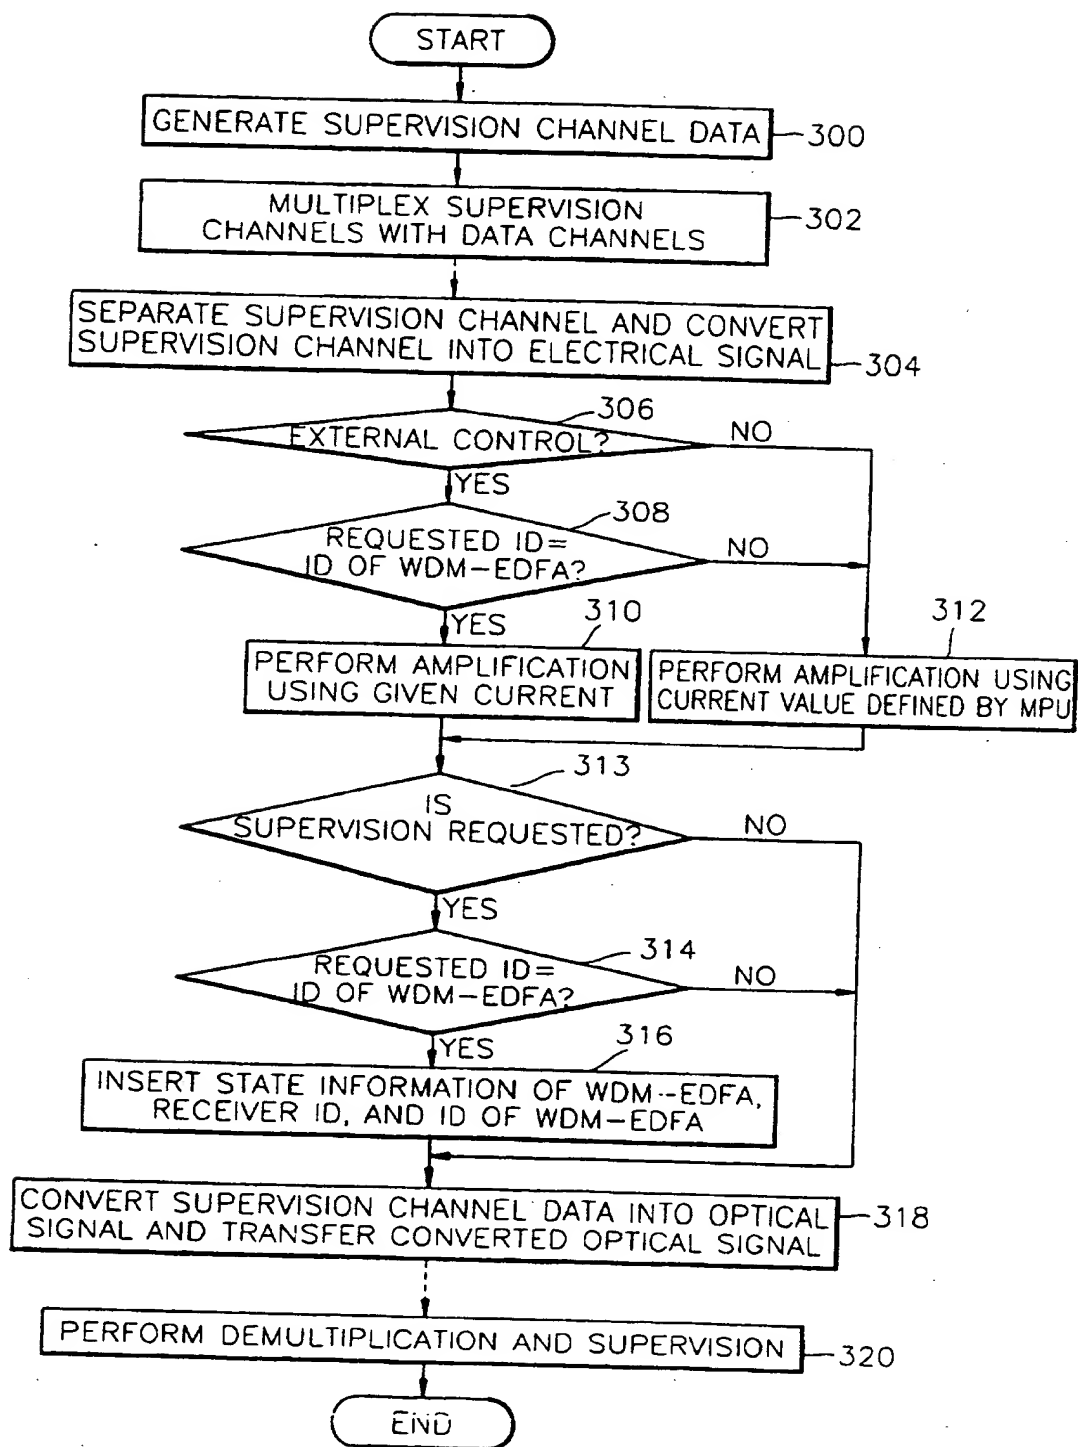 START
GENERATE SUPERVISION CHANNEL DATA
300
MULTIPLEX SUPERVISION
CHANNELS WITH DATA CHANNELS
302
SEPARATE SUPERVISION CHANNEL AND CONVERT
SUPERVISION CHANNEL INTO ELECTRICAL SIGNAL
304
306
EXTERNAL CONTROL?
NO
YES
308
REQUESTED ID=
ID OF WDM-EDFA?
NO
YES
310
312
PERFORM AMPLIFICATION
USING GIVEN CURRENT
PERFORM AMPLIFICATION USING
CURRENT VALUE DEFINED BY MPU
313
IS
SUPERVISION REQUESTED?
NO
YES
314
REQUESTED ID=
ID OF WDM-EDFA?
NO
YES
316
INSERT STATE INFORMATION OF WDM-EDFA,
RECEIVER ID, AND ID OF WDM-EDFA
CONVERT SUPERVISION CHANNEL DATA INTO OPTICAL
SIGNAL AND TRANSFER CONVERTED OPTICAL SIGNAL
318
PERFORM DEMULTIPLICATION AND SUPERVISION
320
END